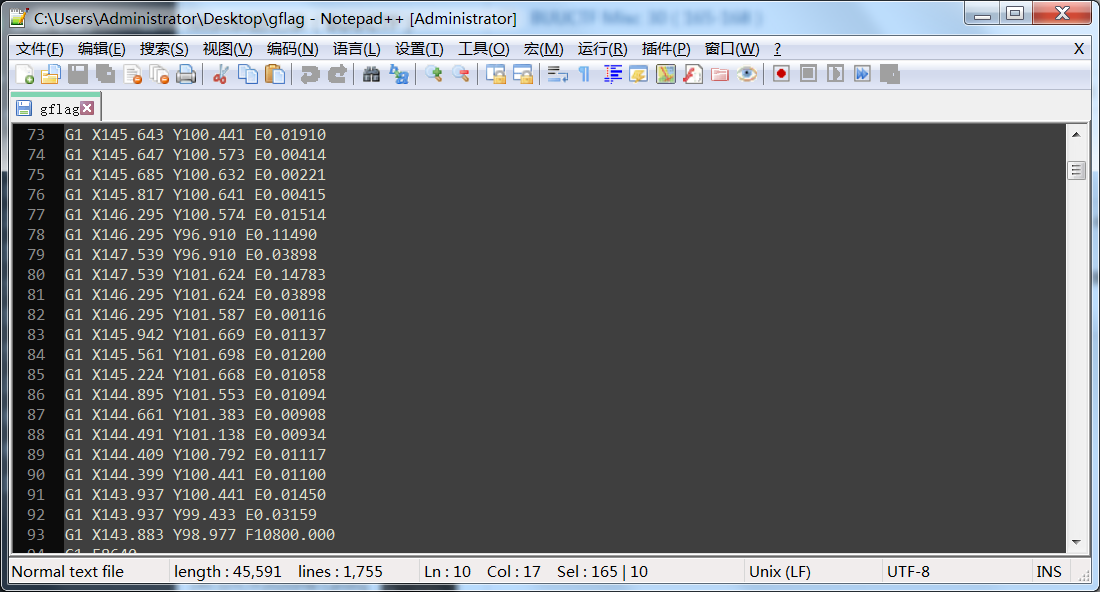 C:\Users\Administrator\Desktop\gflag - Notepad++ [Administrator]
文件(F) 编辑(E) 搜索(S) 视图(V) 编码(N) 语言(L) 设置(T) 工具(O) 宏(M) 运行(R) 插件(P) 窗口(W) ? X
gflag
73 G1 X145.643 Y100.441 E0.01910
74 G1 X145.647 Y100.573 E0.00414
75 G1 X145.685 Y100.632 E0.00221
76 G1 X145.817 Y100.641 E0.00415
77 G1 X146.295 Y100.574 E0.01514
78 G1 X146.295 Y96.910 E0.11490
79 G1 X147.539 Y96.910 E0.03898
80 G1 X147.539 Y101.624 E0.14783
81 G1 X146.295 Y101.624 E0.03898
82 G1 X146.295 Y101.587 E0.00116
83 G1 X145.942 Y101.669 E0.01137
84 G1 X145.561 Y101.698 E0.01200
85 G1 X145.224 Y101.668 E0.01058
86 G1 X144.895 Y101.553 E0.01094
87 G1 X144.661 Y101.383 E0.00908
88 G1 X144.491 Y101.138 E0.00934
89 G1 X144.409 Y100.792 E0.01117
90 G1 X144.399 Y100.441 E0.01100
91 G1 X143.937 Y100.441 E0.01450
92 G1 X143.937 Y99.433 E0.03159
93 G1 X143.883 Y98.977 F10800.000
94 G1 F8640
Normal text file length : 45,591 lines : 1,755 Ln : 10 Col : 17 Sel : 165 | 10 Unix (LF) UTF-8 INS